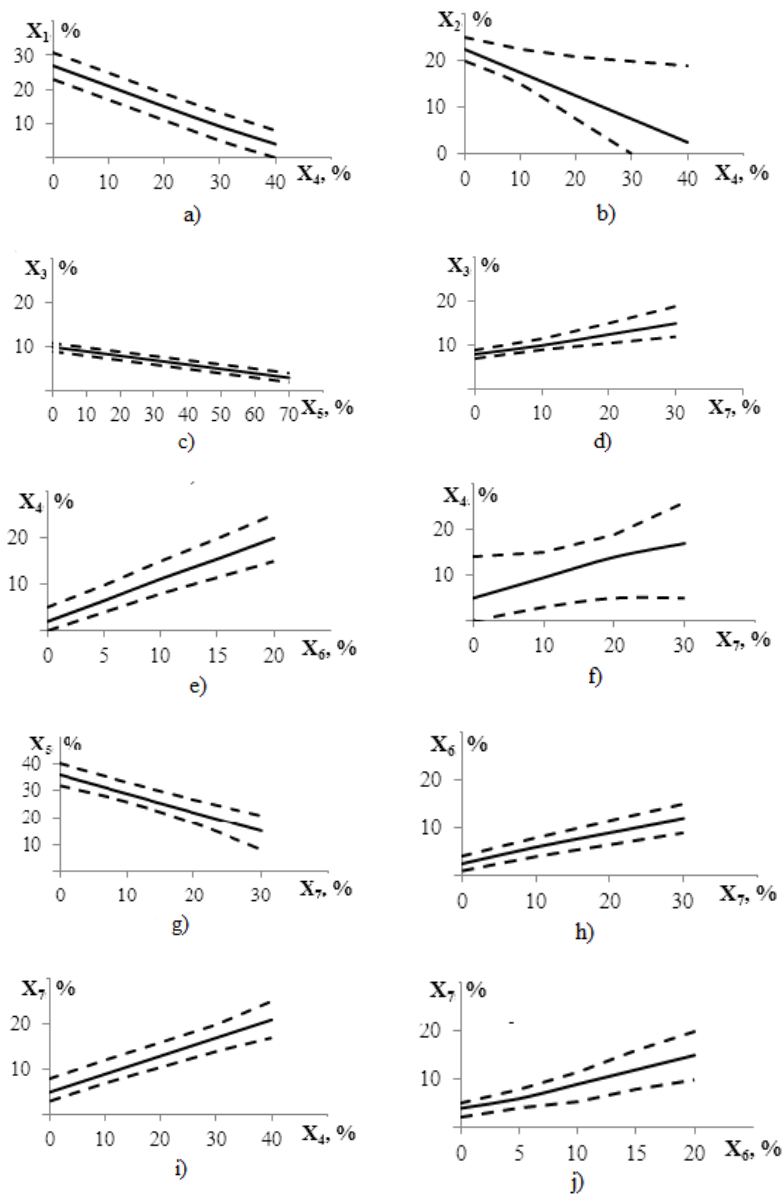 X₁ %
30
20
10
0 10 20 30 40
X₄, %
a)
X₂ %
20
10
0
0 10 20 30 40
X₄, %
b)
X₃ %
20
10
0 10 20 30 40 50 60 70
X₅, %
c)
X₃ %
20
10
0 10 20 30
X₇, %
d)
X₄ %
20
10
0 5 10 15 20
X₆, %
e)
X₄ %
20
10
0 10 20 30
X₇, %
f)
X₅ %
40
30
20
10
0 10 20 30
X₇, %
g)
X₆ %
20
10
0 10 20 30
X₇, %
h)
X₇ %
20
10
0 10 20 30 40
X₄, %
i)
X₇ %
20
10
0 5 10 15 20
X₆, %
j)